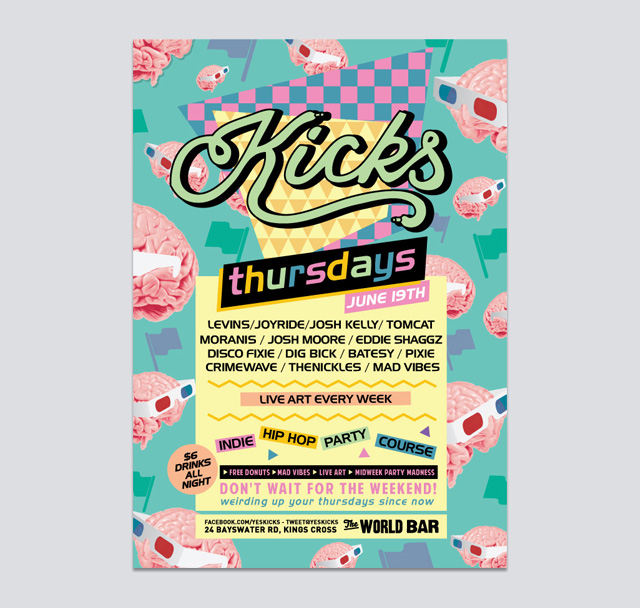 Kicks
thursdays
JUNE 19TH
LEVINS/JOYRIDE/JOSH KELLY/ TOMCAT
MORANIS / JOSH MOORE / EDDIE SHAGGZ
DISCO FIXIE / DIG BICK / BATESY / PIXIE
CRIMEWAVE / THENICKLES / MAD VIBES
LIVE ART EVERY WEEK
INDIE HIP HOP PARTY COURSE
$6
DRINKS
ALL
NIGHT
FREE DONUTS MAD VIBES LIVE ART MIDWEEK PARTY MADNESS
DON'T WAIT FOR THE WEEKEND!
weirding up your thursdays since now
FACEBOOK.COM/YESKICKS - TWEET@YESKICKS
24 BAYSWATER RD, KINGS CROSS
The WORLD BAR